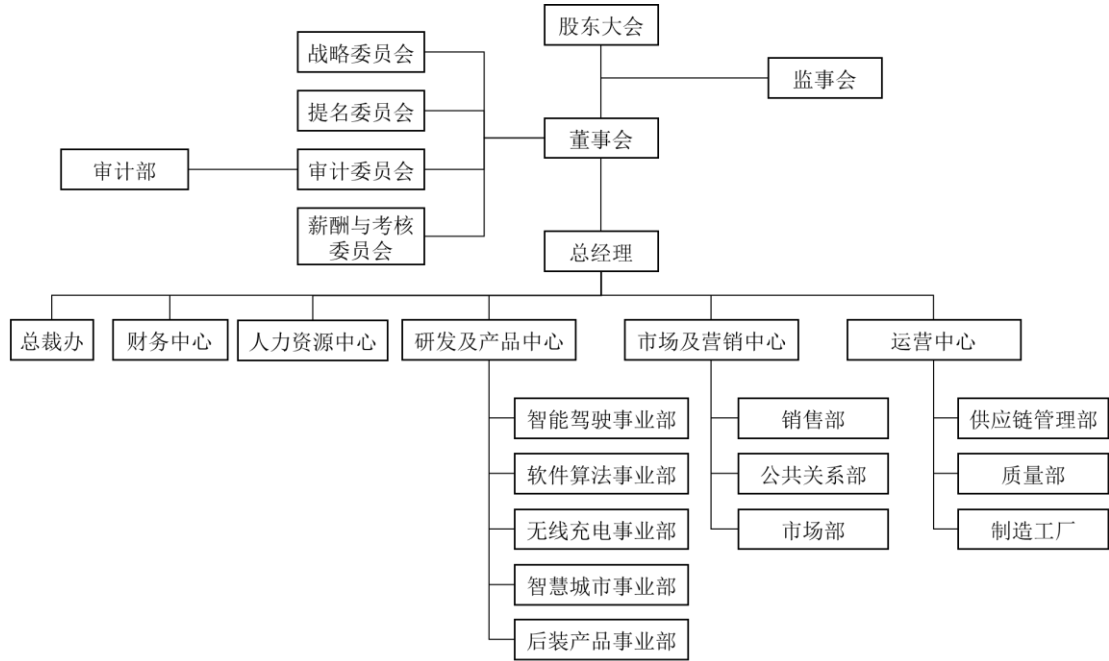 股东大会
战略委员会
监事会
提名委员会
董事会
审计部
审计委员会
薪酬与考核
委员会
总经理
总裁办
财务中心
人力资源中心
研发及产品中心
市场及营销中心
运营中心
智能驾驶事业部
销售部
供应链管理部
软件算法事业部
公共关系部
质量部
无线充电事业部
市场部
制造工厂
智慧城市事业部
后装产品事业部